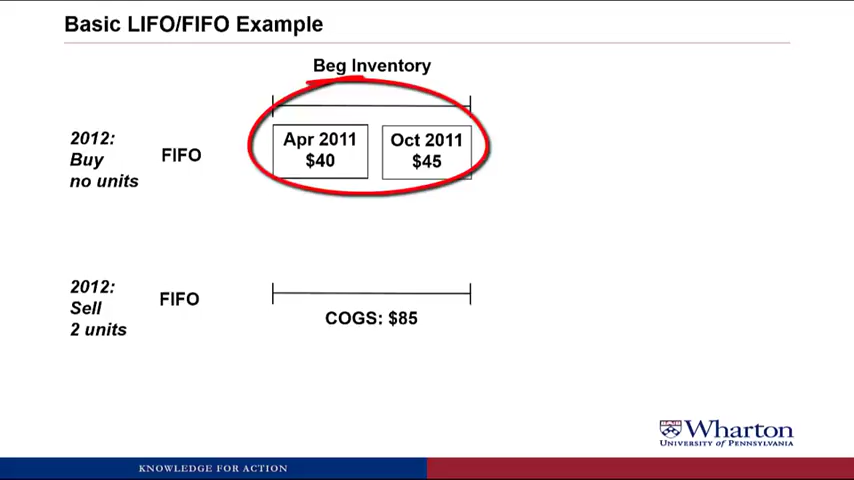 Basic LIFO/FIFO Example
Beg Inventory
2012:
Buy
no units
FIFO
Apr 2011
$40
Oct 2011
$45
2012:
Sell
2 units
FIFO
COGS: $85
Wharton
UNIVERSITY OF PENNSYLVANIA
KNOWLEDGE FOR ACTION